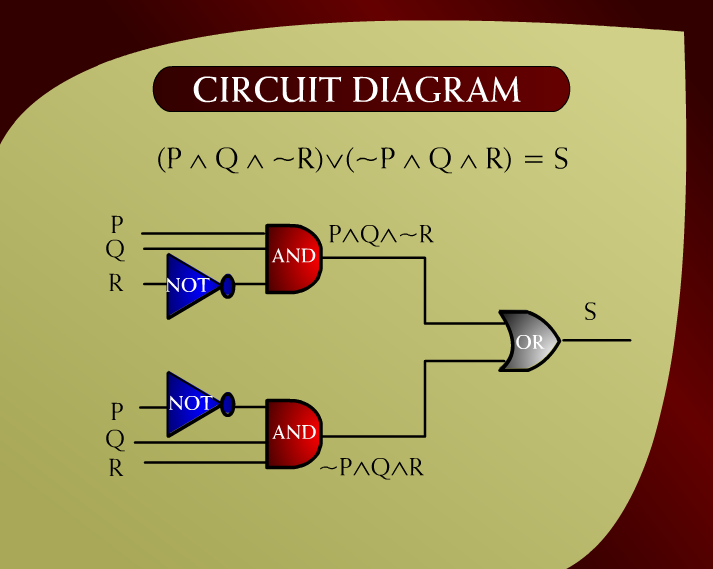 CIRCUIT DIAGRAM
(P ∧ Q ∧ ~R)∨(~P ∧ Q ∧ R) = S
P
Q
R
NOT
AND
P∧Q∧~R
S
OR
P
Q
R
NOT
AND
~P∧Q∧R